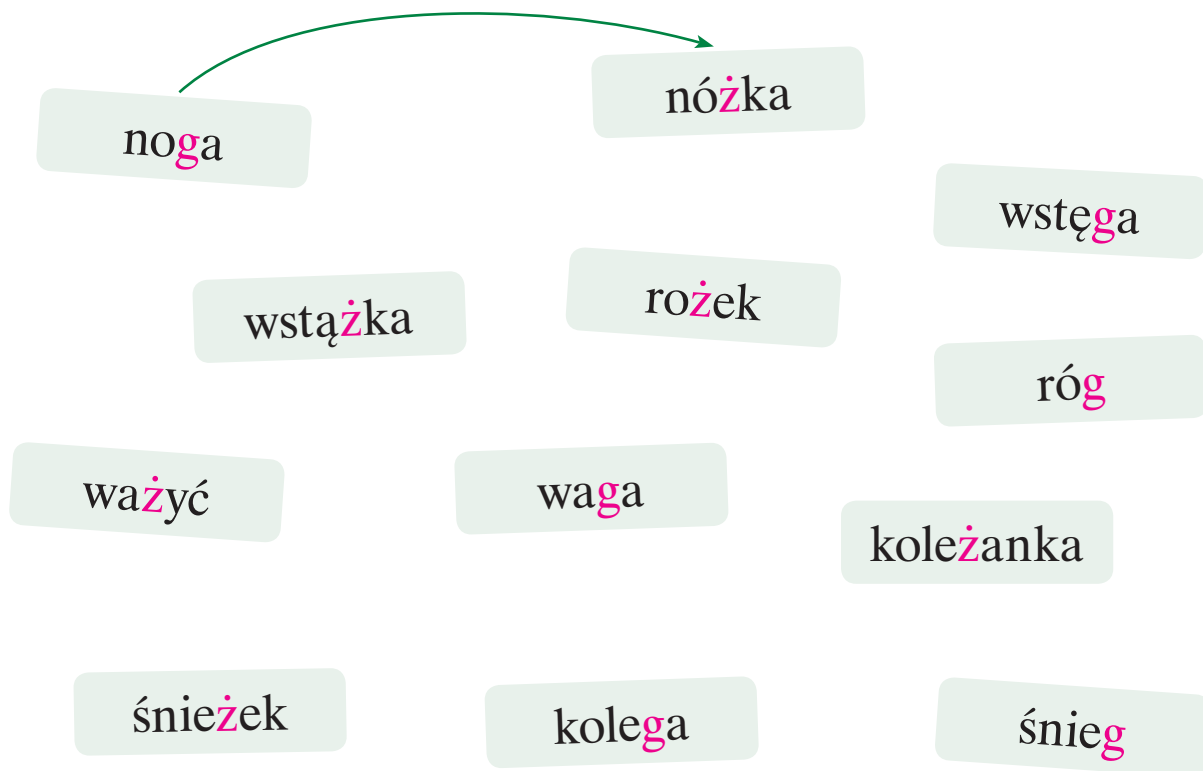 noga
nóżka
wstęga
wstążka
rożek
róg
ważyć
waga
koleżanka
śnieżek
kolega
śnieg